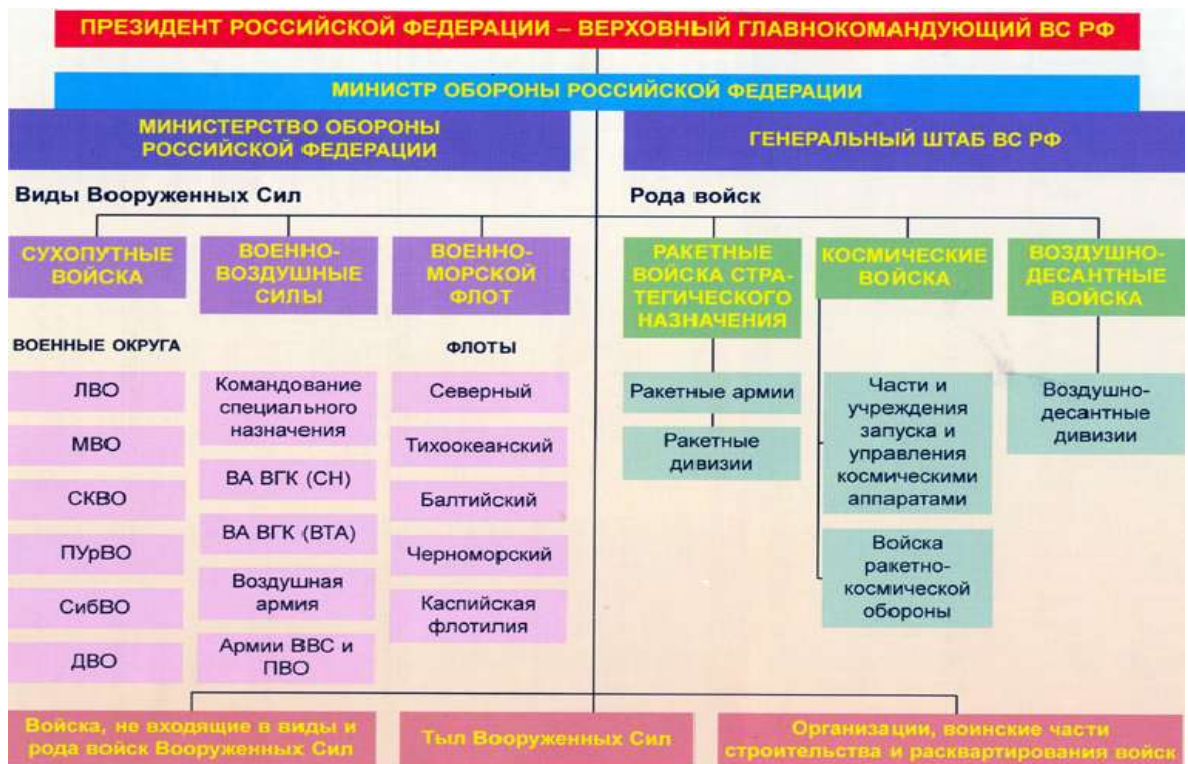 ПРЕЗИДЕНТ РОССИЙСКОЙ ФЕДЕРАЦИИ – ВЕРХОВНЫЙ ГЛАВНОКОМАНДУЮЩИЙ ВС РФ
МИНИСТР ОБОРОНЫ РОССИЙСКОЙ ФЕДЕРАЦИИ
МИНИСТЕРСТВО ОБОРОНЫ
РОССИЙСКОЙ ФЕДЕРАЦИИ
ГЕНЕРАЛЬНЫЙ ШТАБ ВС РФ
Виды Вооруженных Сил
Рода войск
СУХОПУТНЫЕ
ВОЙСКА
ВОЕННО-
ВОЗДУШНЫЕ
СИЛЫ
ВОЕННО-
МОРСКОЙ
ФЛОТ
РАКЕТНЫЕ
ВОЙСКА СТРА-
ТЕГИЧЕСКОГО
НАЗНАЧЕНИЯ
КОСМИЧЕСКИЕ
ВОЙСКА
ВОЗДУШНО-
ДЕСАНТНЫЕ
ВОЙСКА
ВОЕННЫЕ ОКРУГА
ЛВО
МВО
СКВО
ПУрВО
СибВО
ДВО
Командование
специального
назначения
ВА ВГК (СН)
ВА ВГК (ВТА)
Воздушная
армия
Армии ВВС и
ПВО
ФЛОТЫ
Северный
Тихоокеанский
Балтийский
Черноморский
Каспийская
флотилия
Ракетные армии
Ракетные
дивизии
Части и
учреждения
запуска и
управления
космическими
аппаратами
Войска
ракетно-
космической
обороны
Воздушно-
десантные
дивизии
Войска, не входящие в виды и
рода войск Вооруженных Сил
Тыл Вооруженных Сил
Организации, воинские части
строительства и расквартирования войск